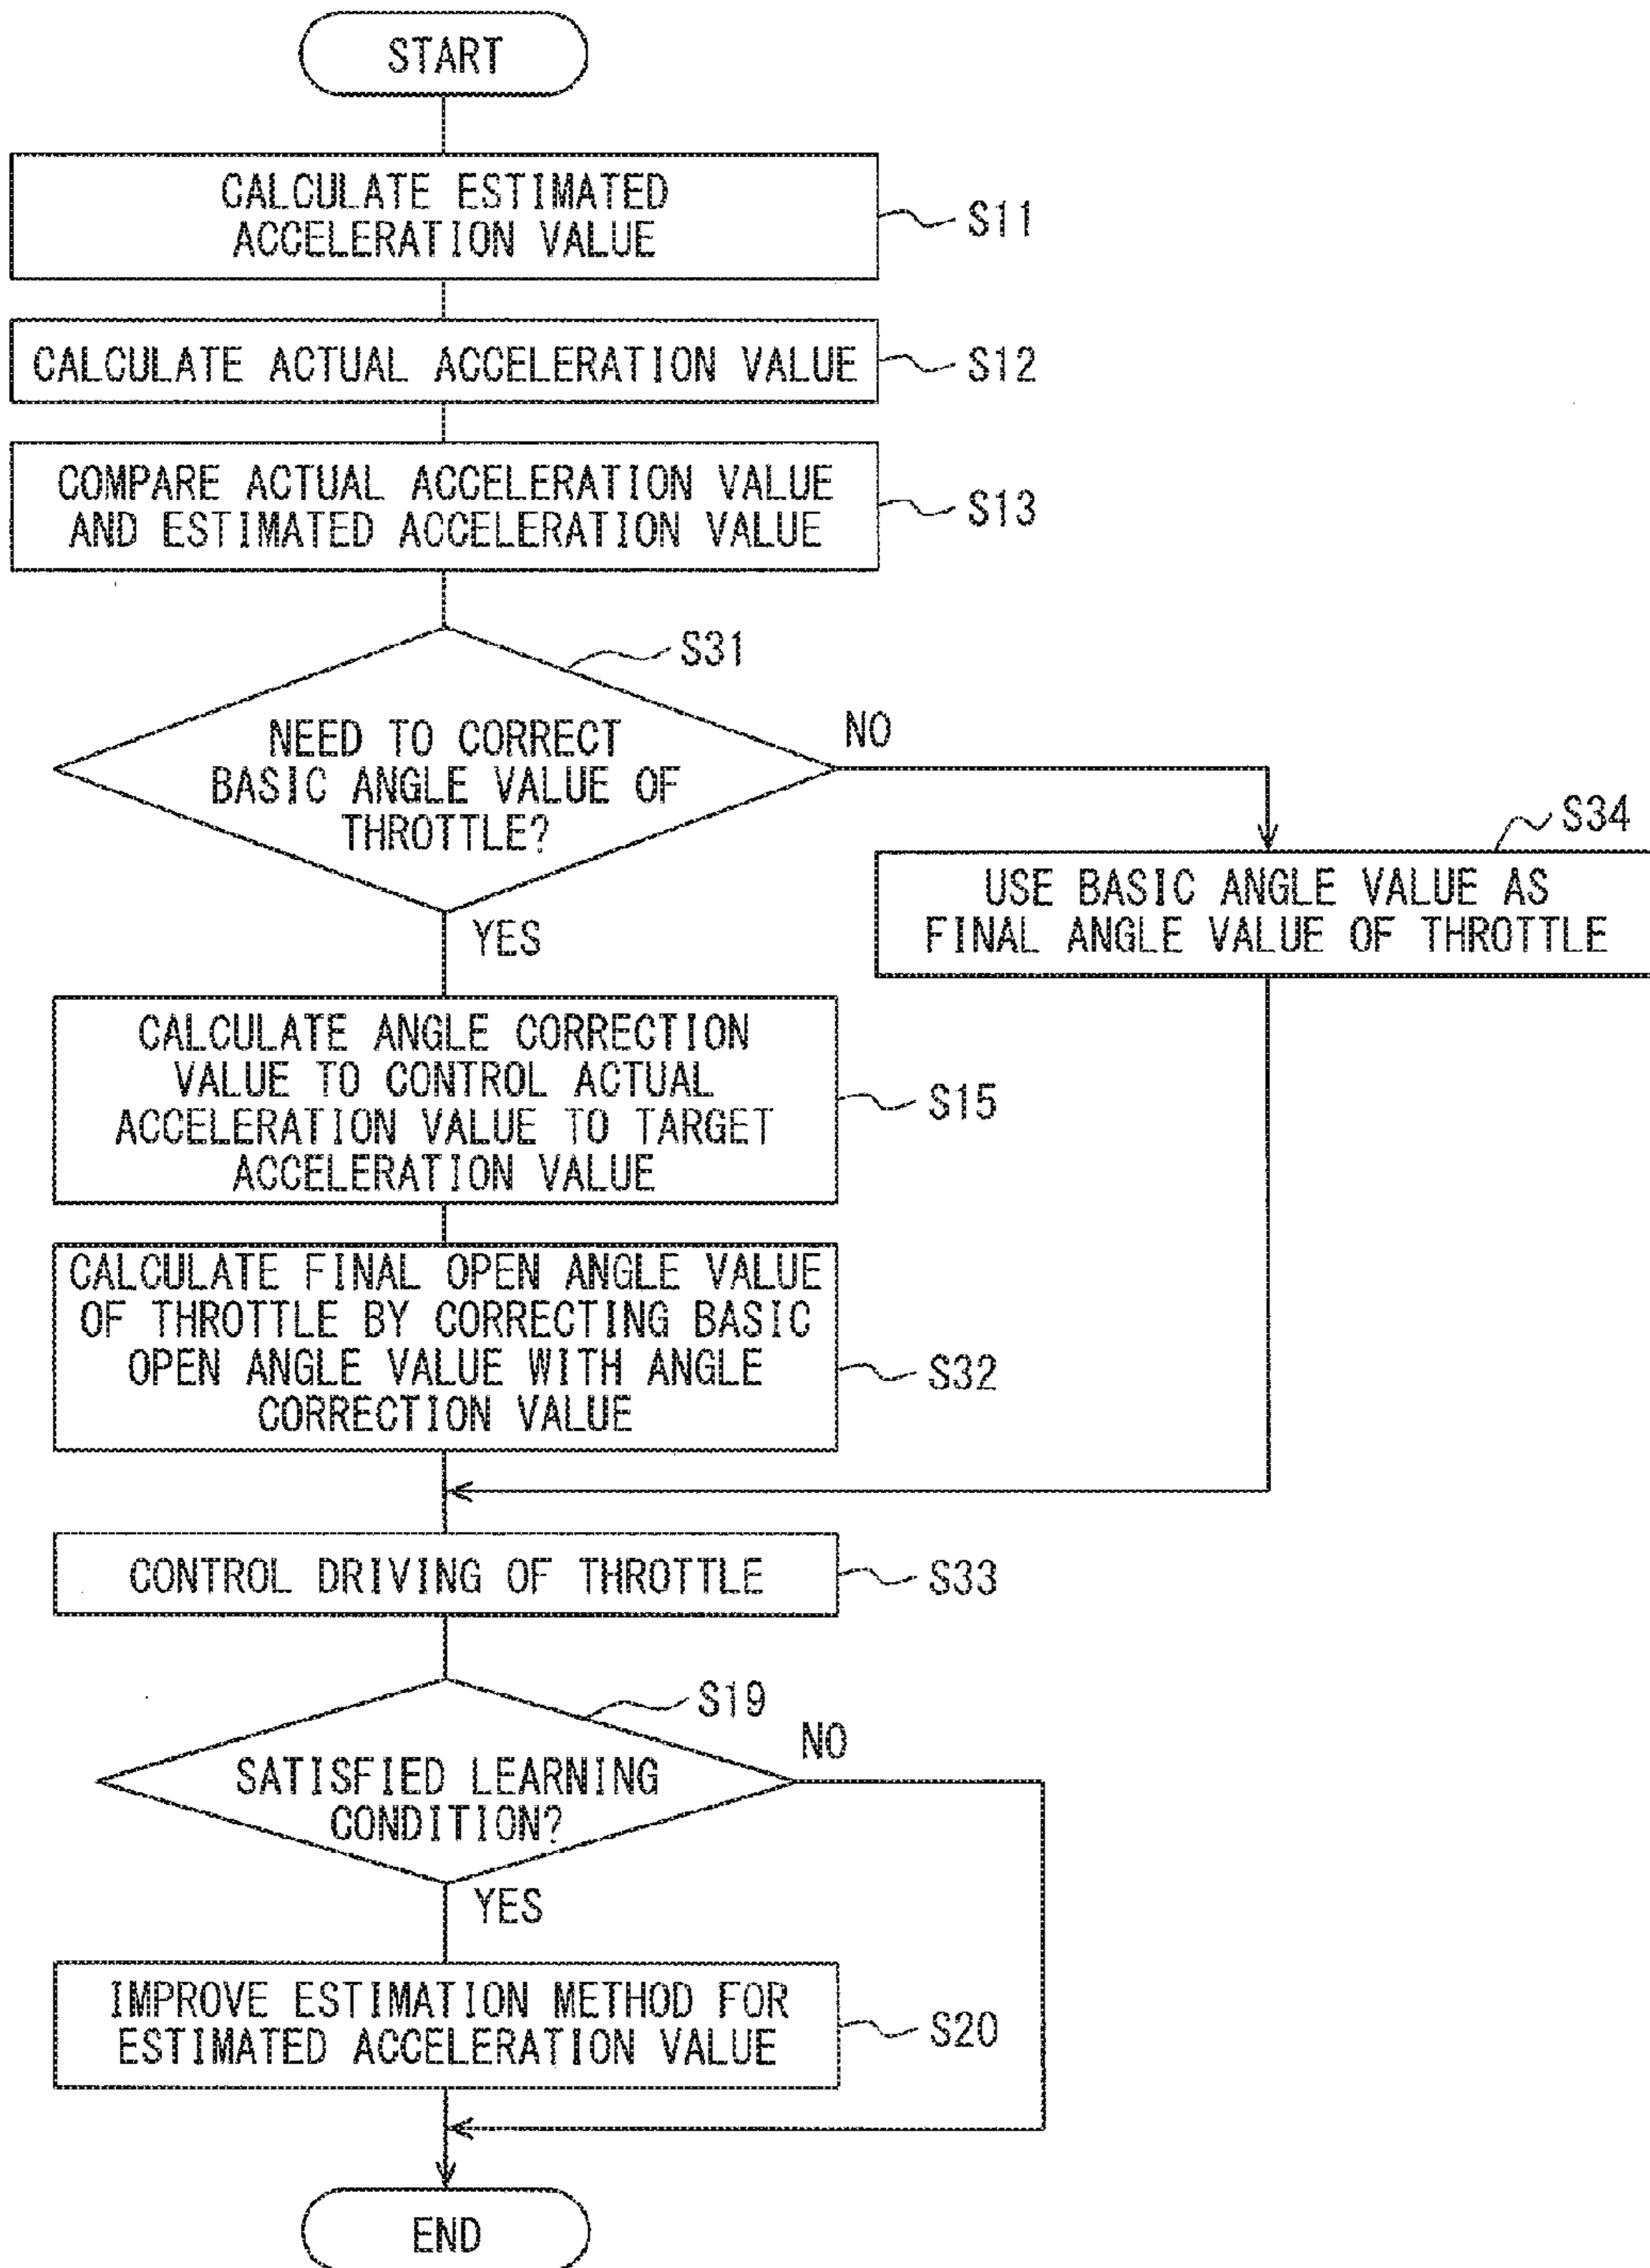 START
CALCULATE ESTIMATED
ACCELERATION VALUE
S11
CALCULATE ACTUAL ACCELERATION VALUE
S12
COMPARE ACTUAL ACCELERATION VALUE
AND ESTIMATED ACCELERATION VALUE
S13
S31
NEED TO CORRECT
BASIC ANGLE VALUE OF
THROTTLE?
NO
YES
S34
USE BASIC ANGLE VALUE AS
FINAL ANGLE VALUE OF THROTTLE
CALCULATE ANGLE CORRECTION
VALUE TO CONTROL ACTUAL
ACCELERATION VALUE TO TARGET
ACCELERATION VALUE
S15
CALCULATE FINAL OPEN ANGLE VALUE
OF THROTTLE BY CORRECTING BASIC
OPEN ANGLE VALUE WITH ANGLE
CORRECTION VALUE
S32
CONTROL DRIVING OF THROTTLE
S33
S19
SATISFIED LEARNING
CONDITION?
NO
YES
IMPROVE ESTIMATION METHOD FOR
ESTIMATED ACCELERATION VALUE
S20
END